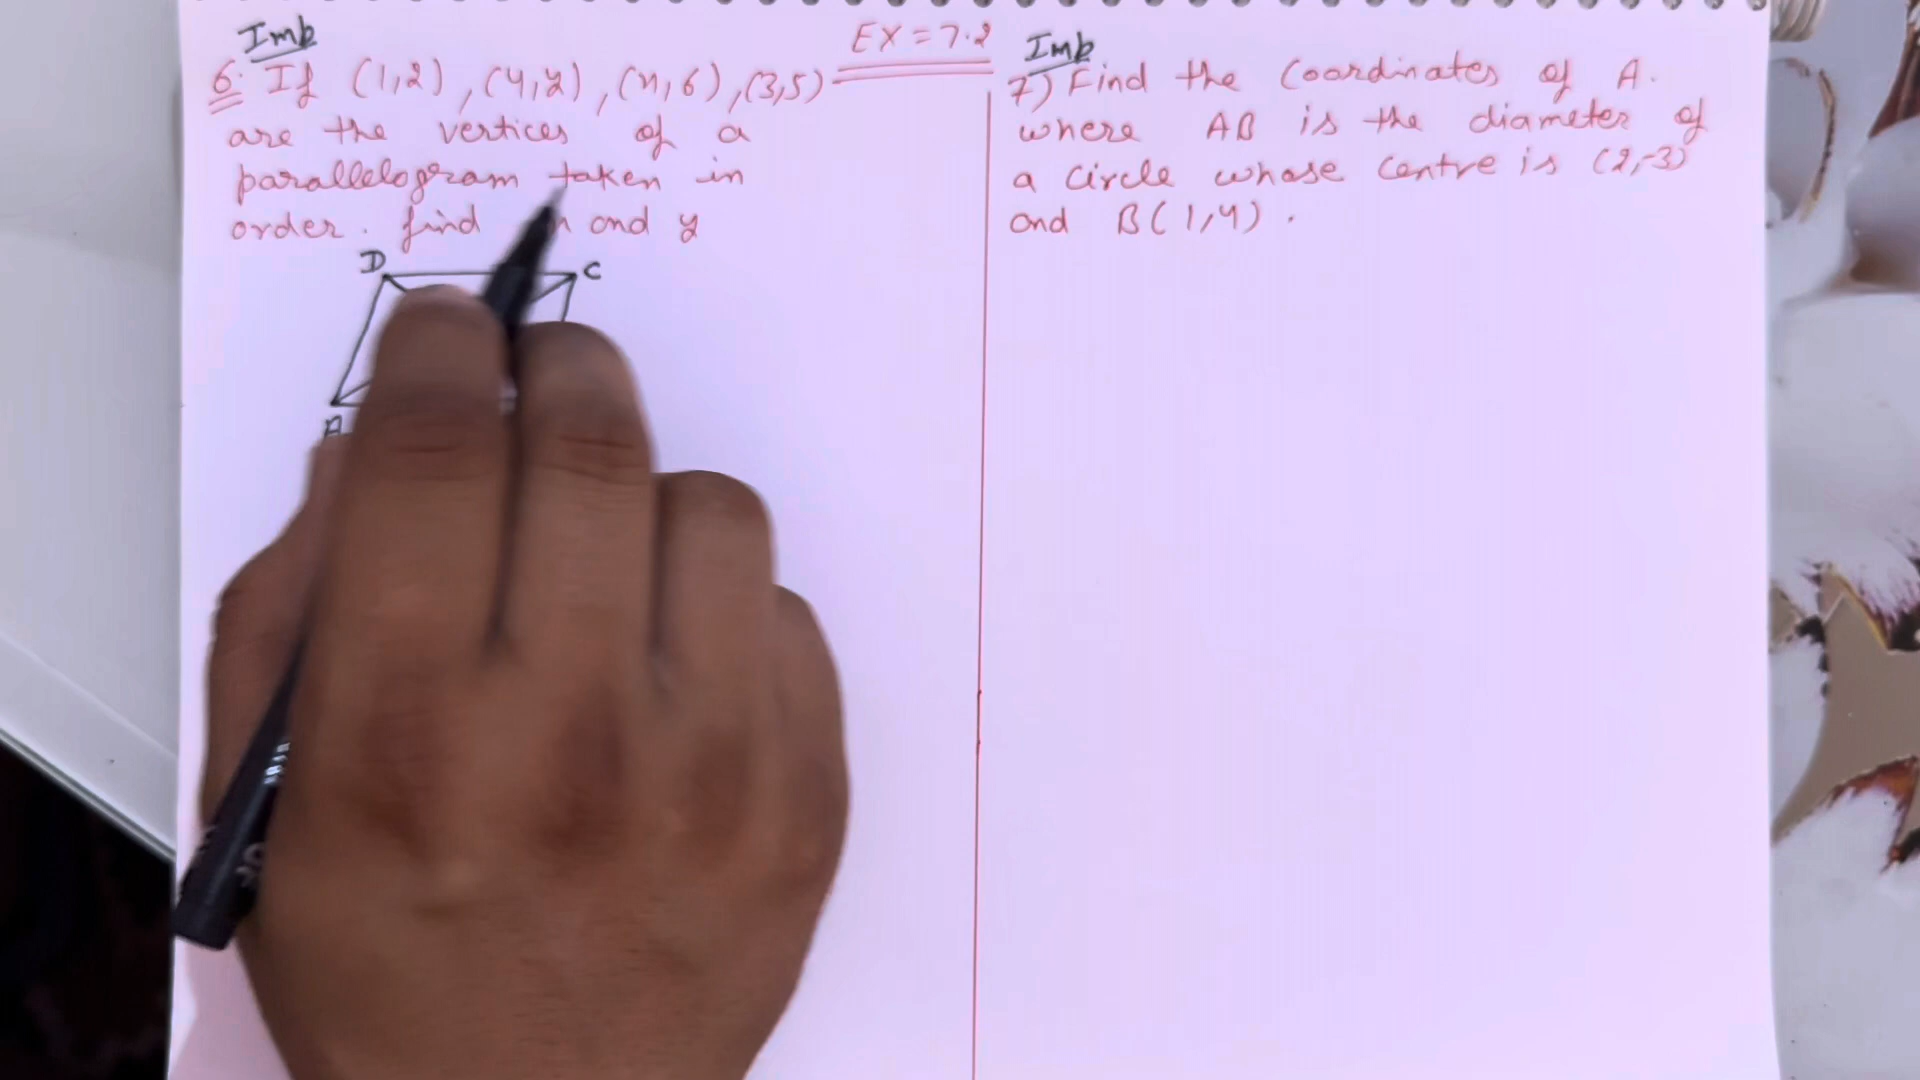 Imp
EX = 7.2
6. If (1,2), (4,y), (x,6), (3,5)
are the vertices of a
parallelogram taken in
order. find and y
D C
A
Imp
7) Find the Coordinates of A.
where AB is the diameter of
a circle whose centre is (2,-3)
and B(1,4).